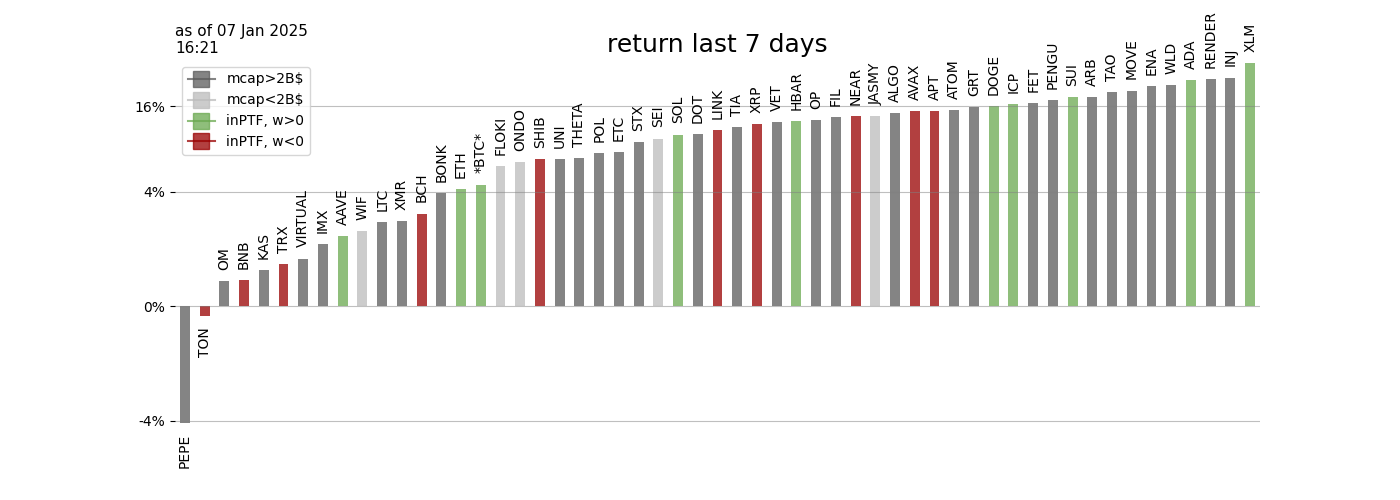 as of 07 Jan 2025
16:21
return last 7 days
mcap>2B$
mcap<2B$
inPTF, w>0
inPTF, w<0
16%
4%
0%
-4%
PEPE
TON
OM
BNB
KAS
TRX
VIRTUAL
IMX
AAVE
WIF
LTC
XMR
BCH
BONK
ETH
*BTC*
FLOKI
ONDO
SHIB
UNI
THETA
POL
ETC
STX
SEI
SOL
DOT
LINK
TIA
XRP
VET
HBAR
OP
FIL
NEAR
JASMY
ALGO
AVAX
APT
ATOM
GRT
DOGE
ICP
FET
PENGU
SUI
ARB
TAO
MOVE
ENA
WLD
ADA
RENDER
INJ
XLM